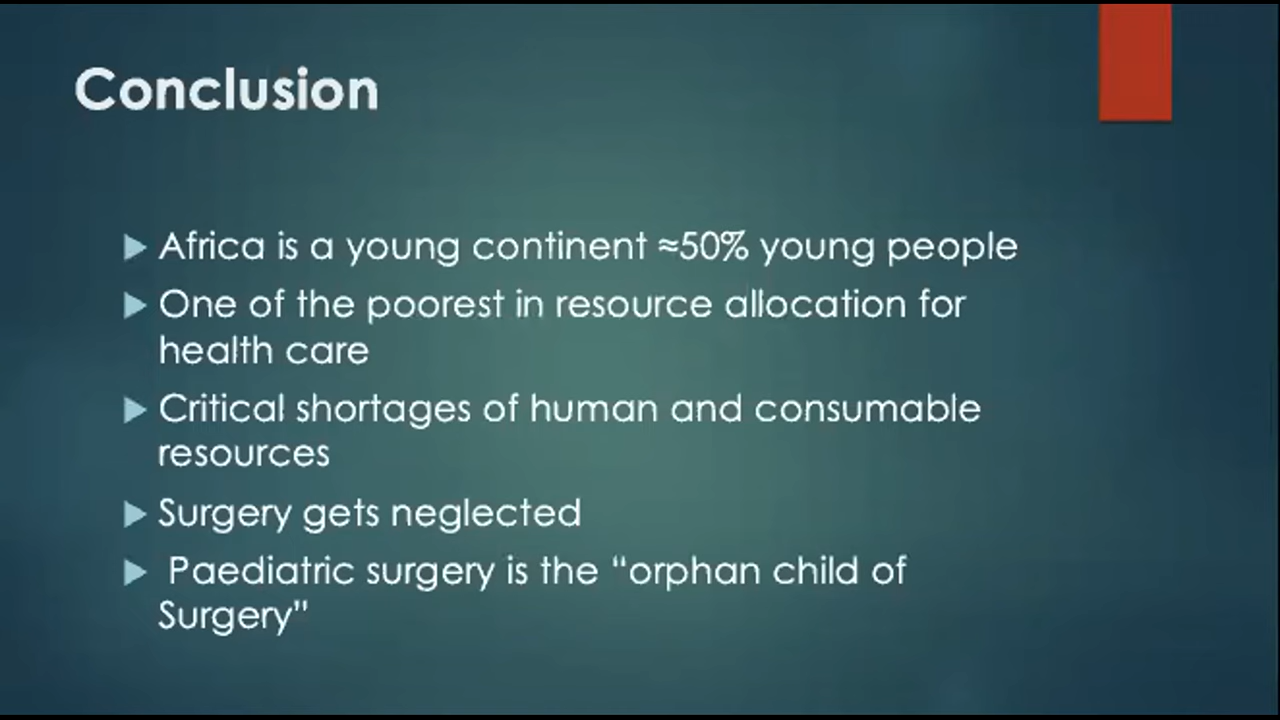 Conclusion
Africa is a young continent ≈50% young people
One of the poorest in resource allocation for
health care
Critical shortages of human and consumable
resources
Surgery gets neglected
Paediatric surgery is the “orphan child of
Surgery”